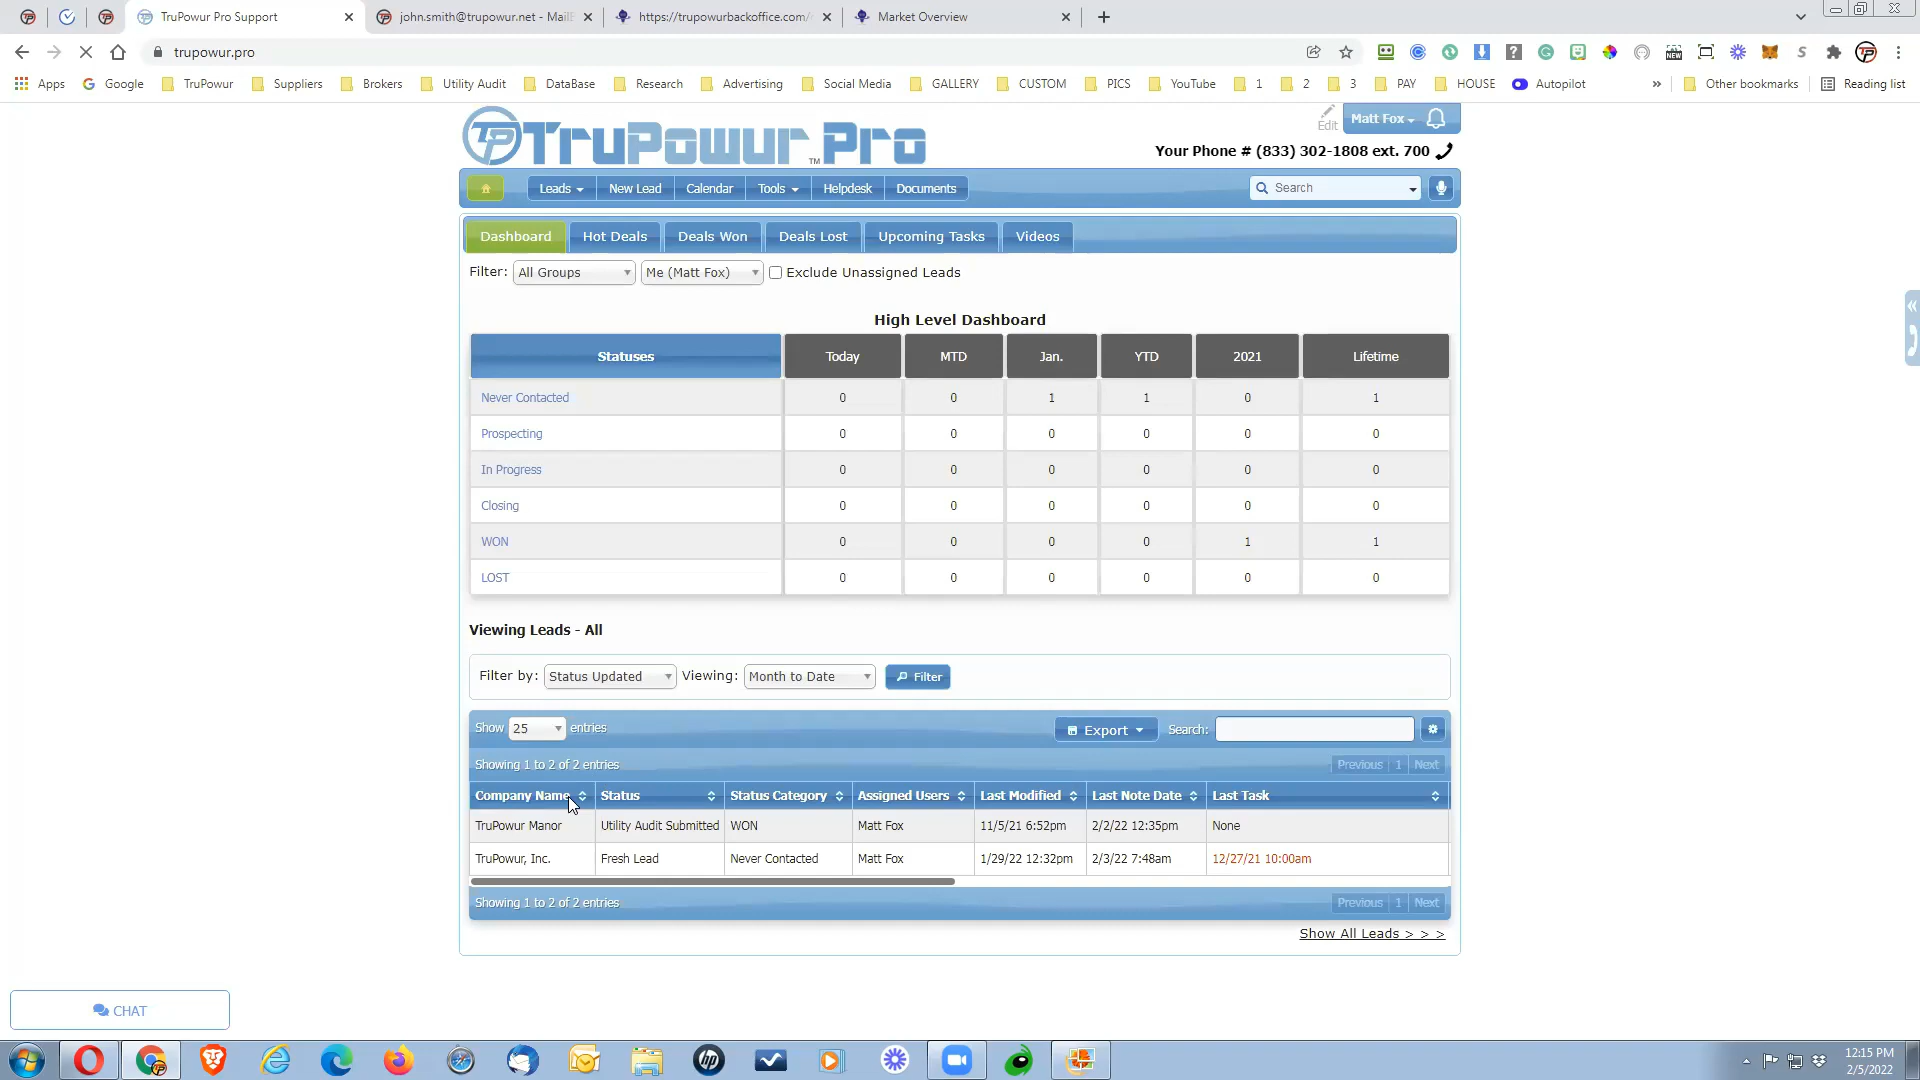 TruPowur Pro Support
john.smith@trupowur.net - Mail
https://trupowurbackoffice.com/
Market Overview
trupowur.pro
NEW
Apps Google TruPowur Suppliers Brokers Utility Audit DataBase Research Advertising Social Media GALLERY CUSTOM PICS YouTube 1 2 3 PAY HOUSE Autopilot » Other bookmarks Reading list
TP TruPowur Pro TM
Edit
Matt Fox
Your Phone # (833) 302-1808 ext. 700
Leads New Lead Calendar Tools Helpdesk Documents Search
Dashboard Hot Deals Deals Won Deals Lost Upcoming Tasks Videos
Filter: All Groups Me (Matt Fox) Exclude Unassigned Leads
High Level Dashboard
Statuses Today MTD Jan. YTD 2021 Lifetime
Never Contacted 0 0 1 1 0 1
Prospecting 0 0 0 0 0 0
In Progress 0 0 0 0 0 0
Closing 0 0 0 0 0 0
WON 0 0 0 0 1 1
LOST 0 0 0 0 0 0
Viewing Leads - All
Filter by: Status Updated Viewing: Month to Date Filter
Show 25 entries Export Search:
Showing 1 to 2 of 2 entries Previous 1 Next
Company Name Status Status Category Assigned Users Last Modified Last Note Date Last Task
TruPowur Manor Utility Audit Submitted WON Matt Fox 11/5/21 6:52pm 2/2/22 12:35pm None
TruPowur, Inc. Fresh Lead Never Contacted Matt Fox 1/29/22 12:32pm 2/3/22 7:48am 12/27/21 10:00am
Showing 1 to 2 of 2 entries Previous 1 Next
Show All Leads > > >
CHAT
12:15 PM
2/5/2022